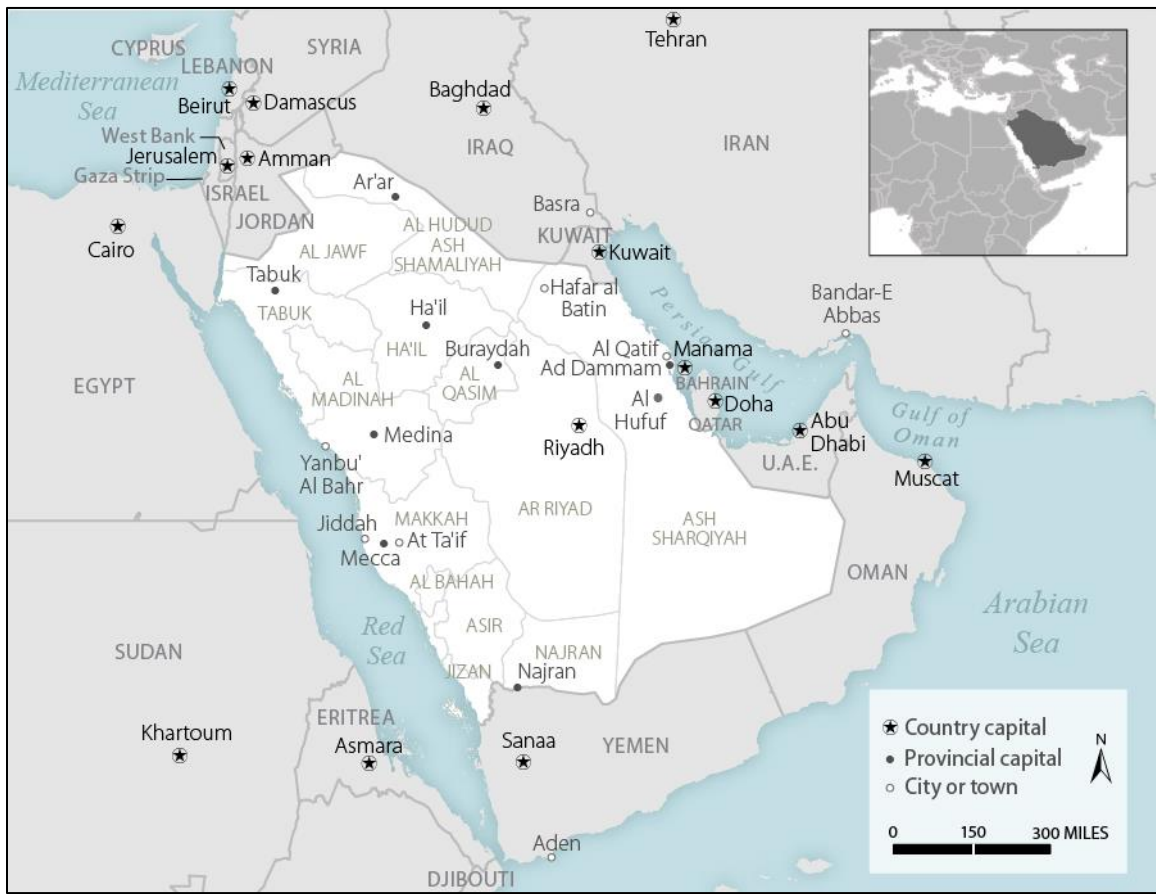 CYPRUS
SYRIA
Tehran
LEBANON
Mediterranean
Sea
Beirut
Damascus
Baghdad
West Bank
Jerusalem
Amman
IRAQ
IRAN
Gaza Strip
ISRAEL
Ar'ar
Basra
JORDAN
AL HUDUD
ASH
SHAMALIYAH
KUWAIT
Kuwait
Cairo
AL JAWF
Tabuk
TABUK
Hafar al
Batin
Persian Gulf
Bandar-E
Abbas
Ha'il
HA'IL
Buraydah
AL
QASIM
Al Qatif
Manama
Ad Dammam
BAHRAIN
EGYPT
AL
MADINAH
Al
Hufuf
Doha
QATAR
Abu
Dhabi
Gulf of
Oman
Medina
Riyadh
U.A.E.
Muscat
Yanbu'
Al Bahr
Jiddah
MAKKAH
AR RIYAD
ASH
SHARQIYAH
Mecca
At Ta'if
AL BAHAH
OMAN
Arabian
Sea
Red
Sea
ASIR
SUDAN
JIZAN
NAJRAN
Najran
ERITREA
Khartoum
Asmara
Sanaa
YEMEN
Aden
DJIBOUTI
Country capital
Provincial capital
City or town
N
0 150 300 MILES